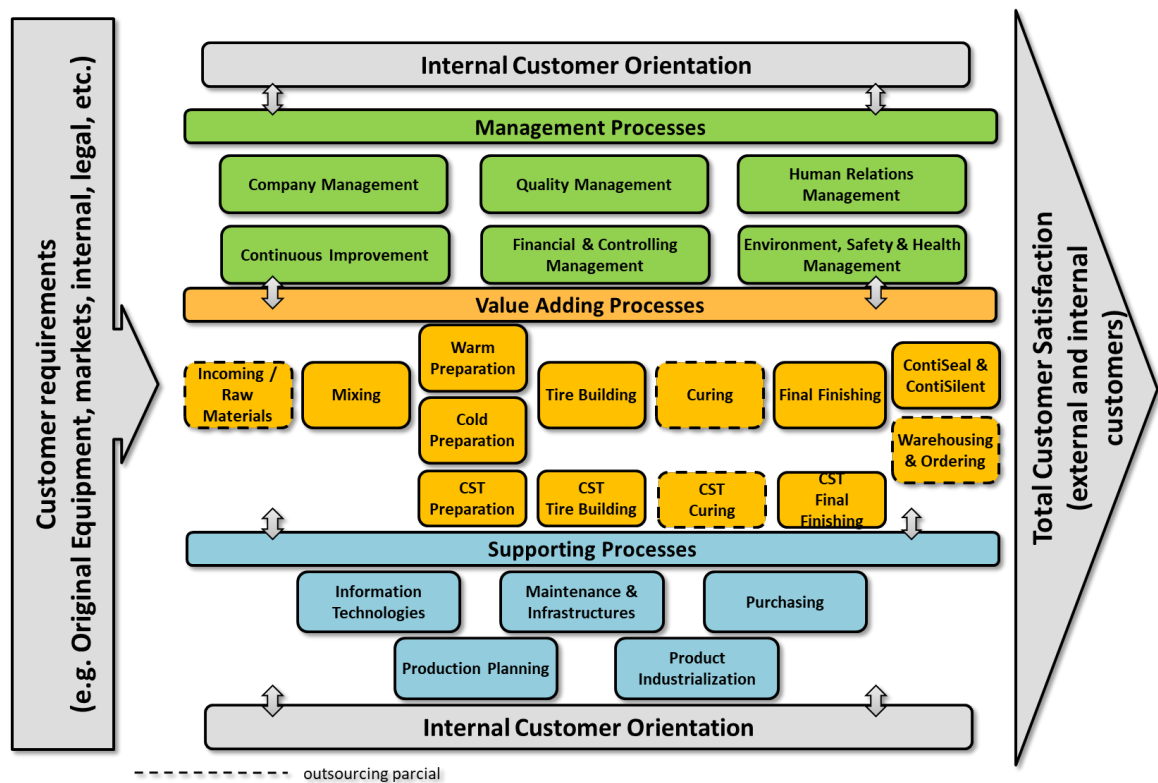 Customer requirements
(e.g. Original Equipment, markets, internal, legal, etc.)
Internal Customer Orientation
Management Processes
Company Management
Quality Management
Human Relations
Management
Continuous Improvement
Financial & Controlling
Management
Environment, Safety & Health
Management
Value Adding Processes
Incoming /
Raw
Materials
Mixing
Warm
Preparation
Cold
Preparation
Tire Building
Curing
Final Finishing
ContiSeal &
ContiSilent
Warehousing
& Ordering
CST
Preparation
CST
Tire Building
CST
Curing
CST
Final
Finishing
Supporting Processes
Information
Technologies
Maintenance &
Infrastructures
Purchasing
Production Planning
Product
Industrialization
Internal Customer Orientation
Total Customer Satisfaction
(external and internal
customers)
outsourcing parcial